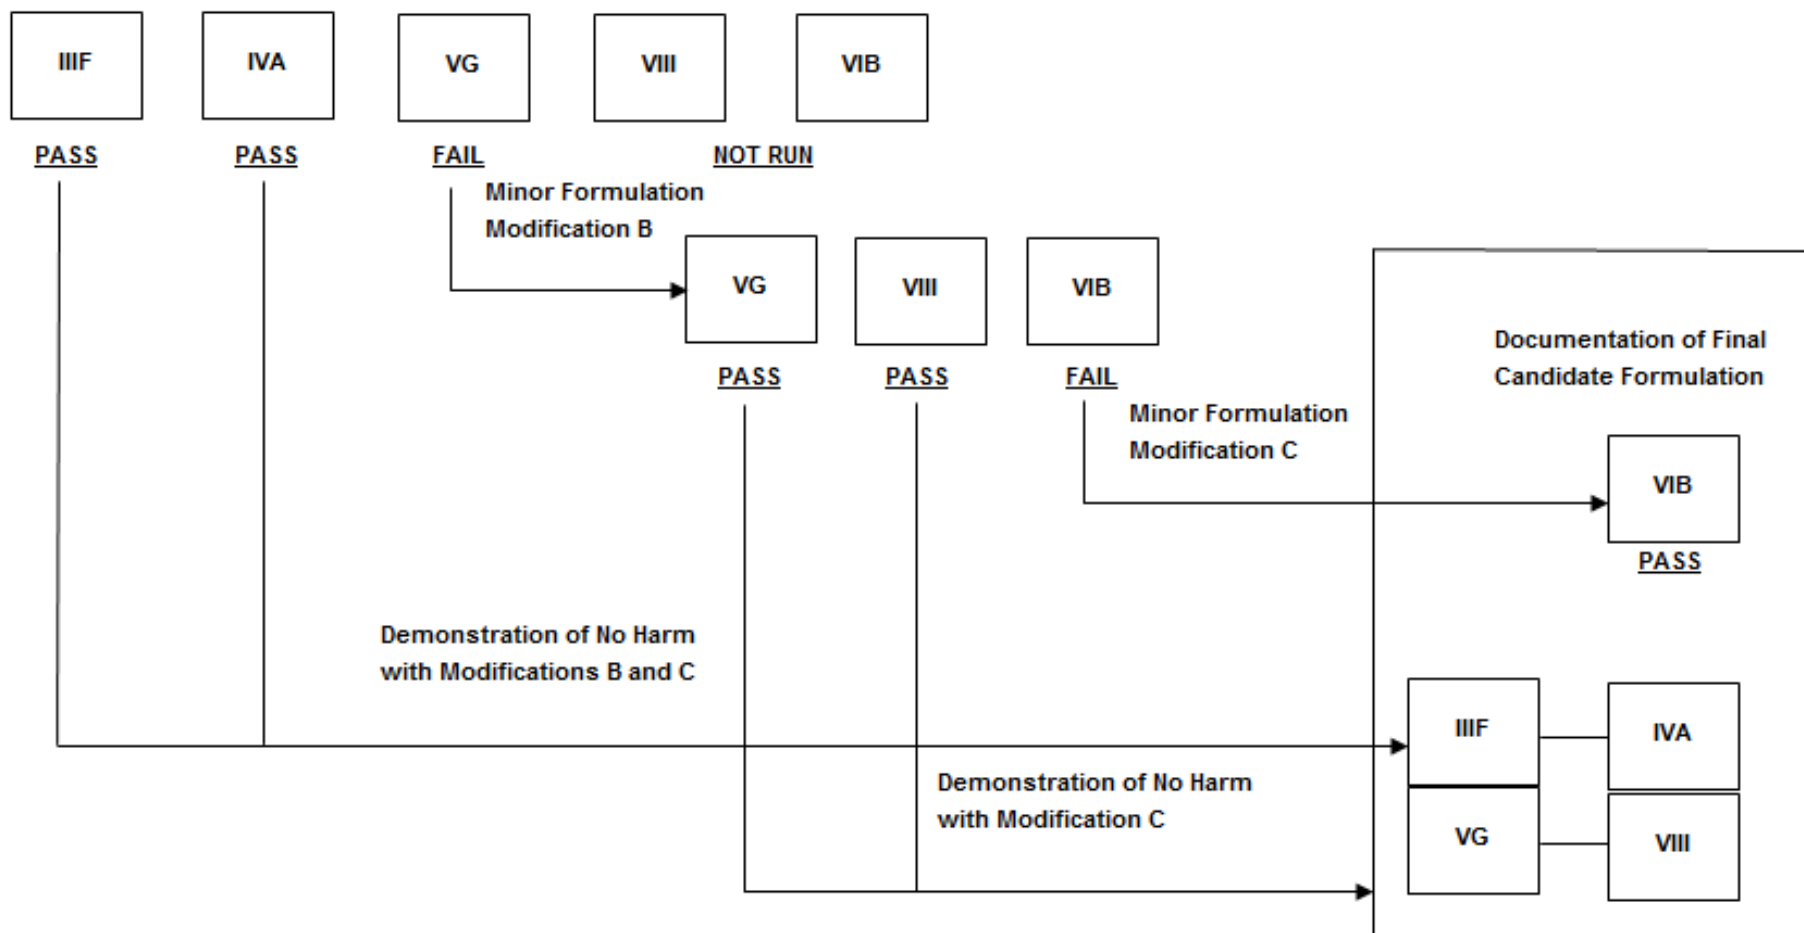 IIIF
IVA
VG
VIII
VIB
PASS
PASS
FAIL
NOT RUN
Minor Formulation
Modification B
VG
VIII
VIB
PASS
PASS
FAIL
Minor Formulation
Modification C
Documentation of Final
Candidate Formulation
VIB
PASS
Demonstration of No Harm
with Modifications B and C
IIIF
IVA
Demonstration of No Harm
with Modification C
VG
VIII